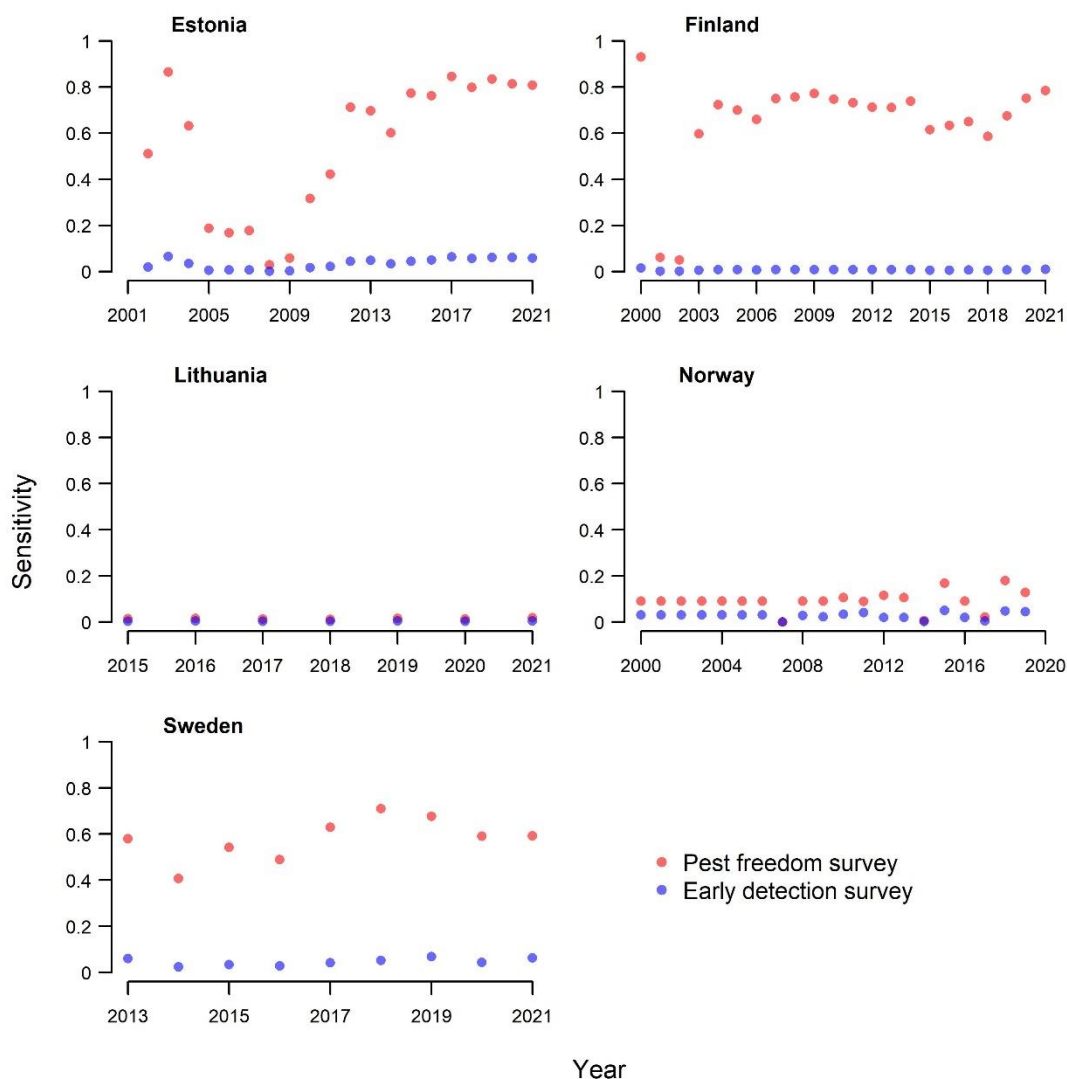 Estonia
1
0.8
0.6
0.4
0.2
0
2001 2005 2009 2013 2017 2021
Finland
1
0.8
0.6
0.4
0.2
0
2000 2003 2006 2009 2012 2015 2018 2021
Lithuania
1
0.8
0.6
0.4
0.2
0
2015 2016 2017 2018 2019 2020 2021
Norway
1
0.8
0.6
0.4
0.2
0
2000 2004 2008 2012 2016 2020
Sensitivity
Sweden
1
0.8
0.6
0.4
0.2
0
2013 2015 2017 2019 2021
Pest freedom survey
Early detection survey
Year